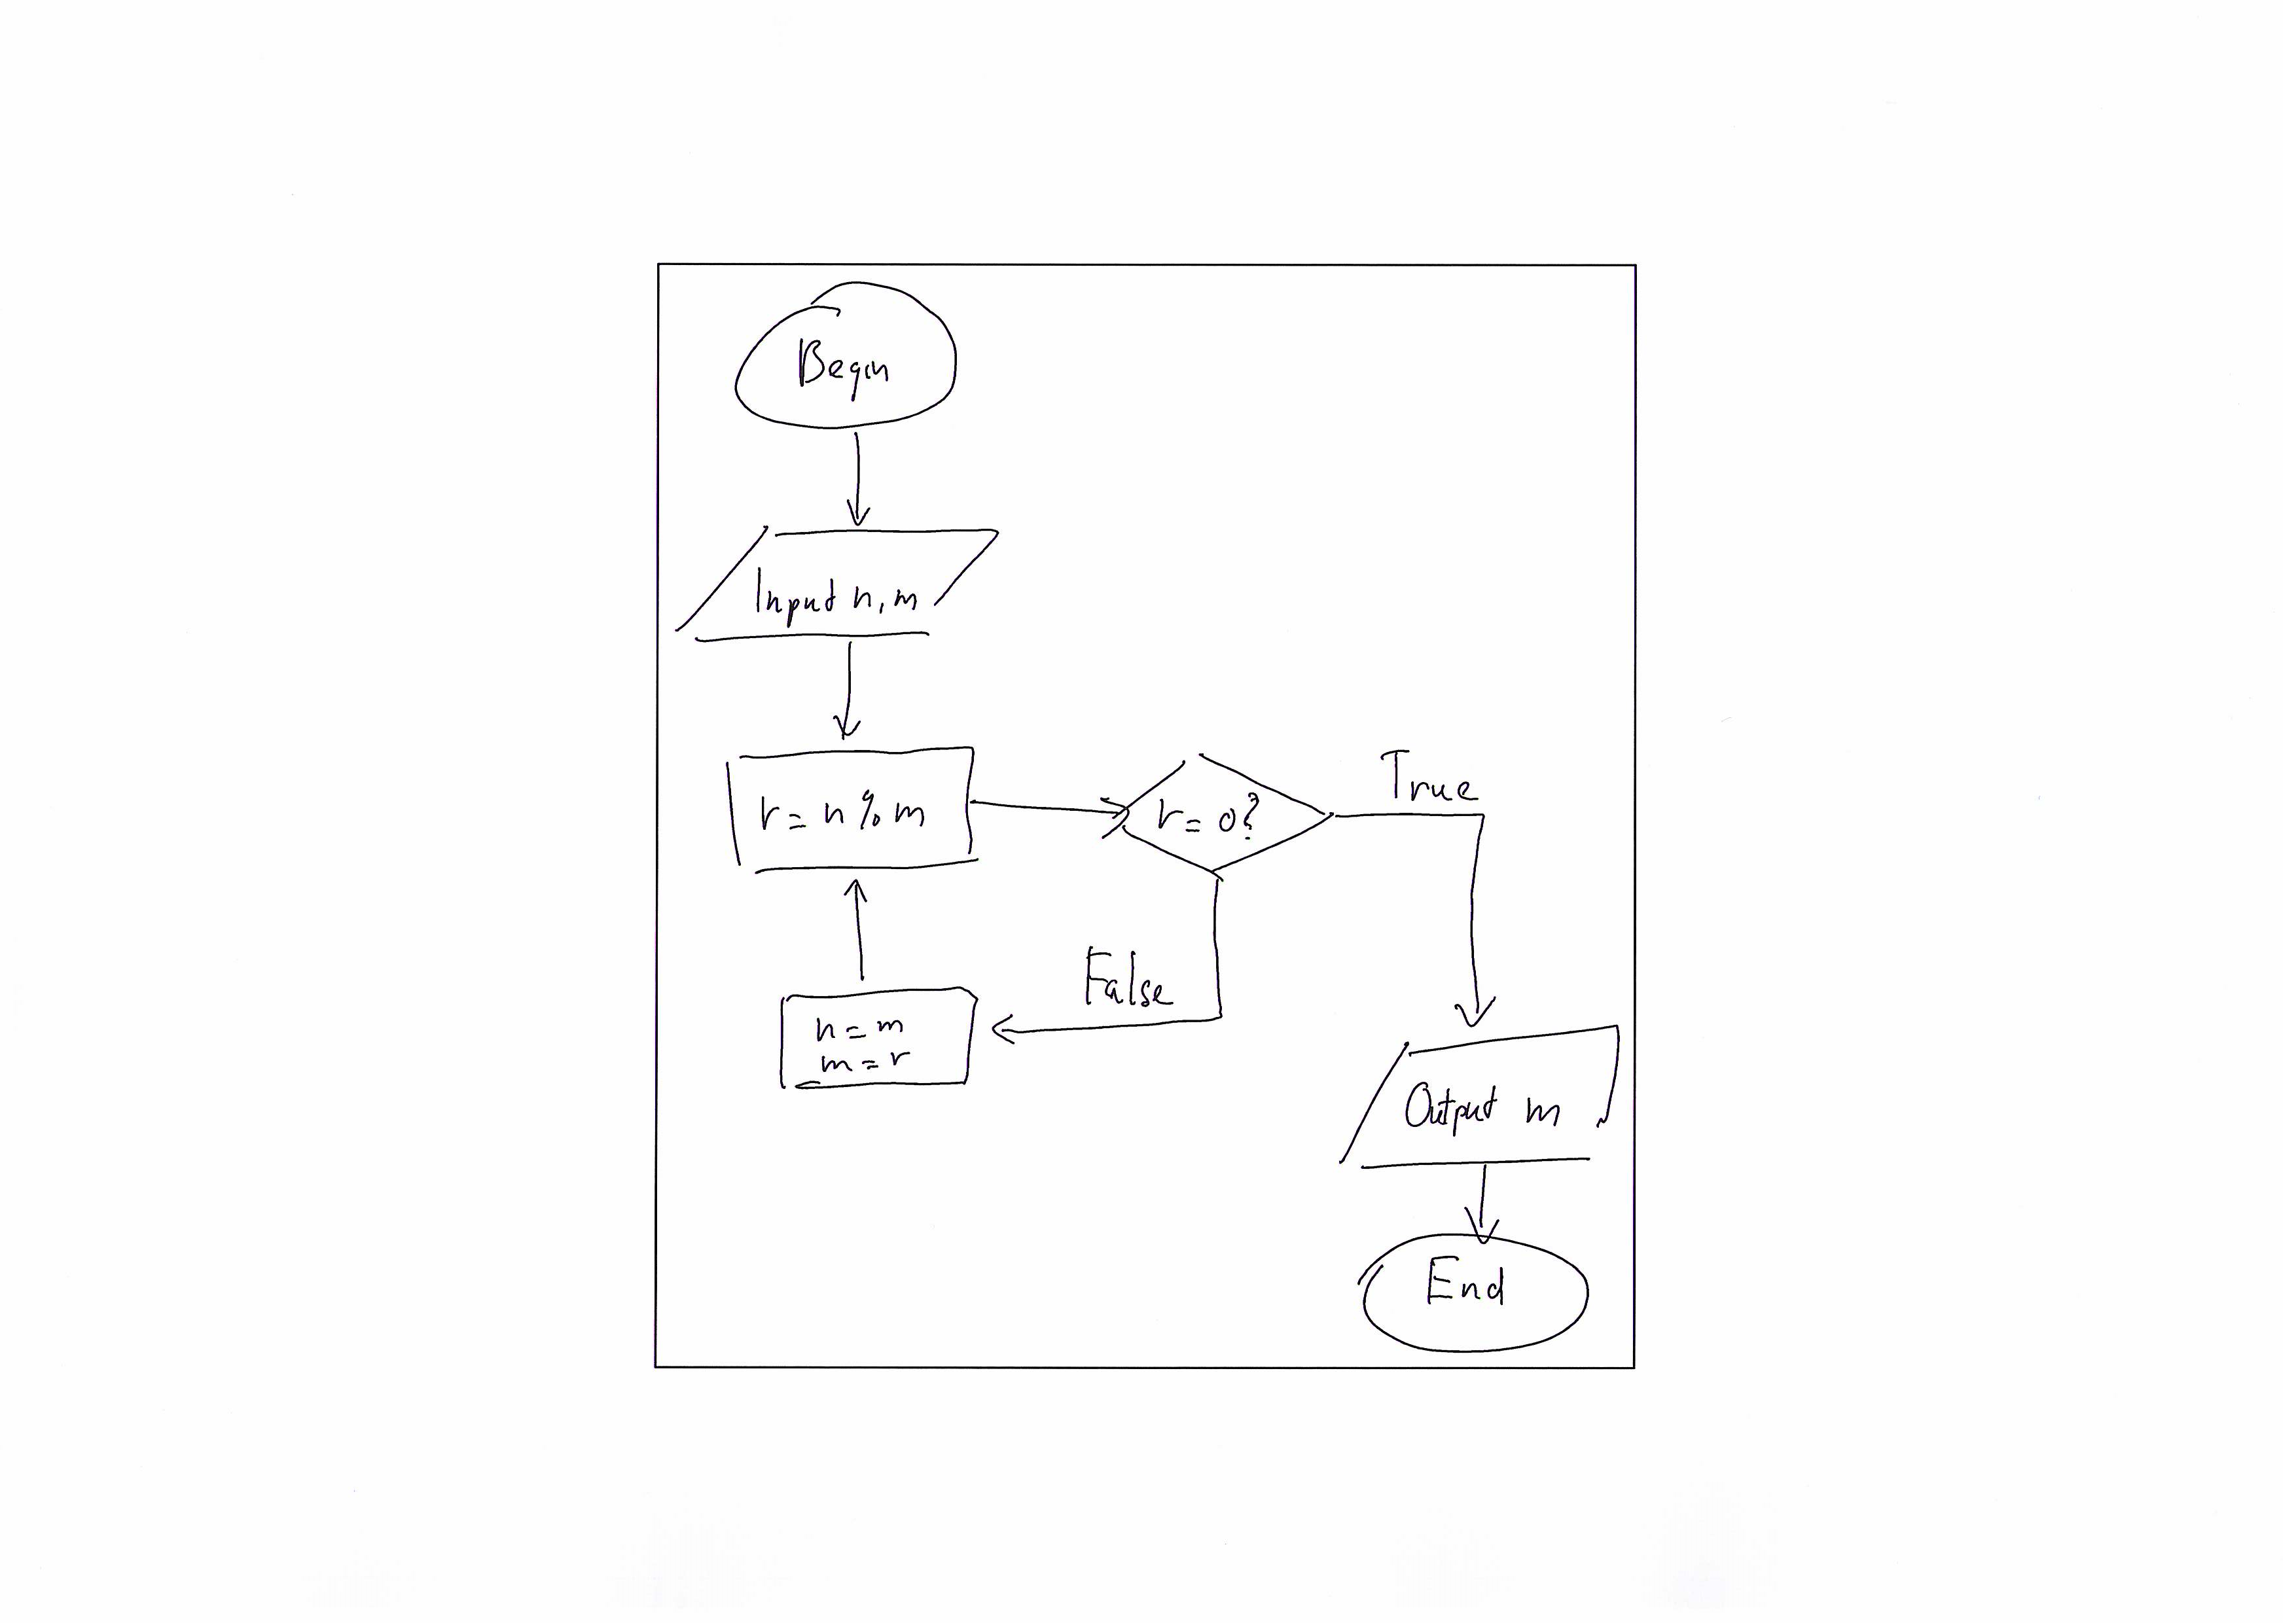 Begin
Input n, m
r = n % m
r = 0?
True
False
n = m
m = r
Output m
End